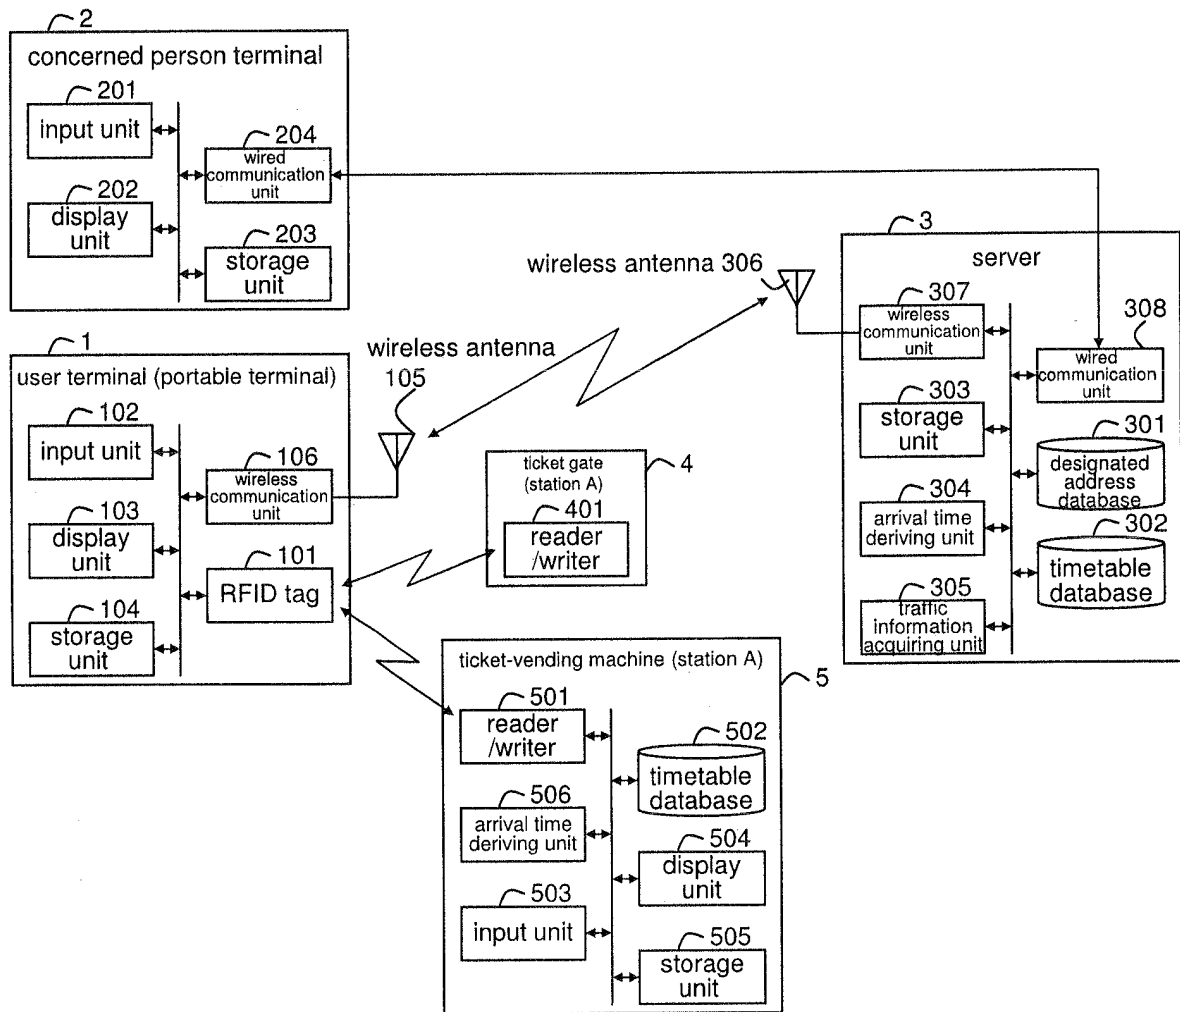 2
concerned person terminal
201
input unit
204
wired
communication
unit
202
display
unit
203
storage
unit
1
user terminal (portable terminal)
102
input unit
106
wireless
communication
unit
103
display
unit
101
RFID tag
104
storage
unit
wireless antenna
105
wireless antenna 306
4
ticket gate
(station A)
401
reader
/writer
3
server
307
wireless
communication
unit
308
wired
communication
unit
303
storage
unit
301
designated
address
database
304
arrival time
deriving unit
302
timetable
database
305
traffic
information
acquiring unit
5
ticket-vending machine (station A)
501
reader
/writer
502
timetable
database
506
arrival time
deriving unit
504
display
unit
503
input unit
505
storage
unit